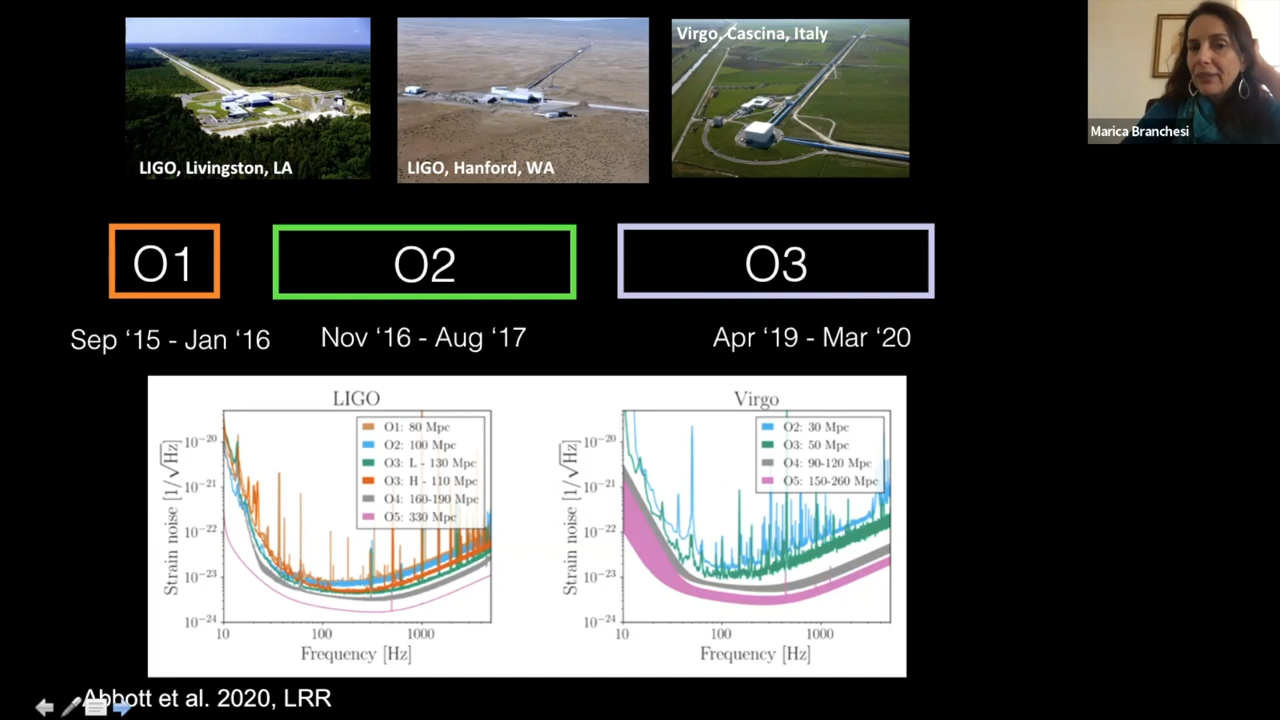 Virgo, Cascina, Italy
LIGO, Livingston, LA
LIGO, Hanford, WA
Marica Branchesi
O1
O2
O3
Sep ‘15 - Jan ‘16
Nov ‘16 - Aug ‘17
Apr ‘19 - Mar ‘20
LIGO
O1: 80 Mpc
O2: 100 Mpc
O3: L - 130 Mpc
O3: H - 110 Mpc
O4: 160-190 Mpc
O5: 330 Mpc
Strain noise [1/√Hz]
10⁻²⁰
10⁻²¹
10⁻²²
10⁻²³
10⁻²⁴
10
100
1000
Frequency [Hz]
Virgo
O2: 30 Mpc
O3: 50 Mpc
O4: 90-120 Mpc
O5: 150-260 Mpc
Strain noise [1/√Hz]
10⁻²⁰
10⁻²¹
10⁻²²
10⁻²³
10⁻²⁴
10
100
1000
Frequency [Hz]
Abbott et al. 2020, LRR